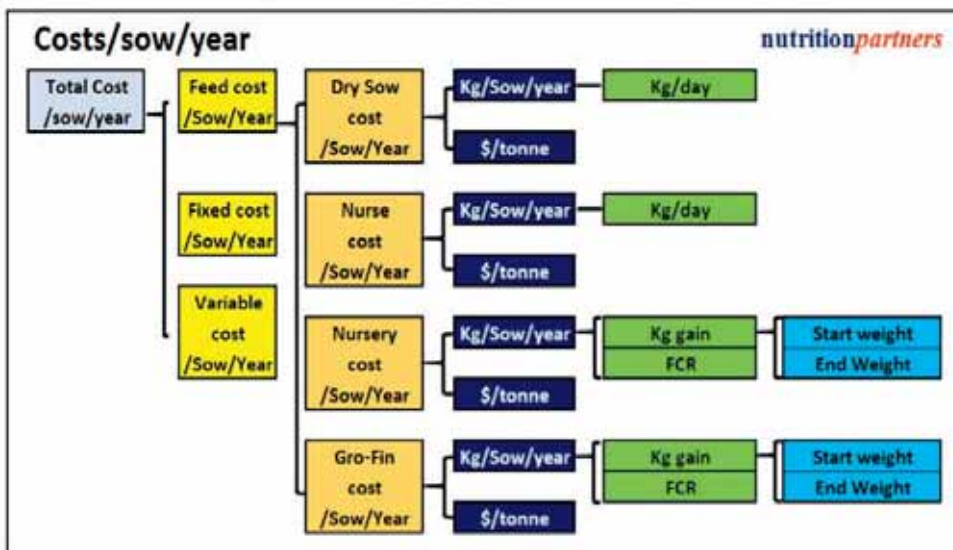 Costs/sow/year
nutritionpartners
Total Cost
/sow/year
Feed cost
/Sow/Year
Dry Sow
cost
/Sow/Year
Kg/Sow/year
Kg/day
$/tonne
Fixed cost
/Sow/Year
Nurse
cost
/Sow/Year
Kg/Sow/year
Kg/day
$/tonne
Variable
cost
/Sow/Year
Nursery
cost
/Sow/Year
Kg/Sow/year
Kg gain
FCR
Start weight
End Weight
$/tonne
Gro-Fin
cost
/Sow/Year
Kg/Sow/year
Kg gain
FCR
Start weight
End Weight
$/tonne